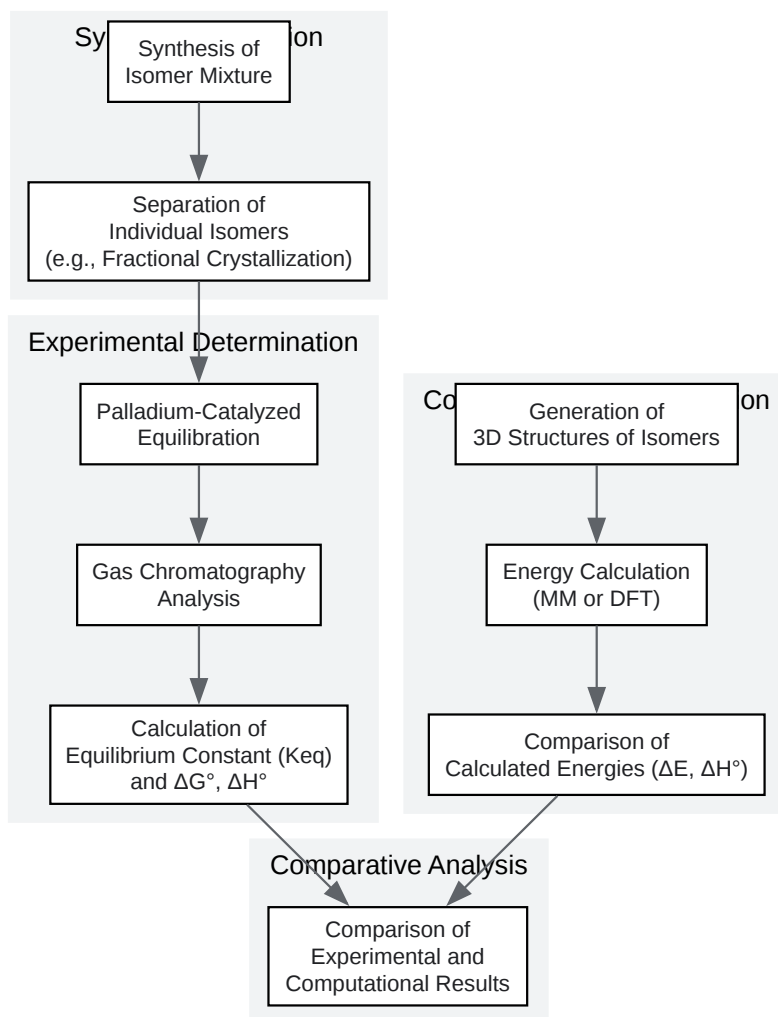 Synthesis of
Isomer Mixture
Separation of
Individual Isomers
(e.g., Fractional Crystallization)
Experimental Determination
Palladium-Catalyzed
Equilibration
Gas Chromatography
Analysis
Calculation of
Equilibrium Constant (Keq)
and ΔG°, ΔH°
Generation of
3D Structures of Isomers
Energy Calculation
(MM or DFT)
Comparison of
Calculated Energies (ΔE, ΔH°)
Comparative Analysis
Comparison of
Experimental and
Computational Results